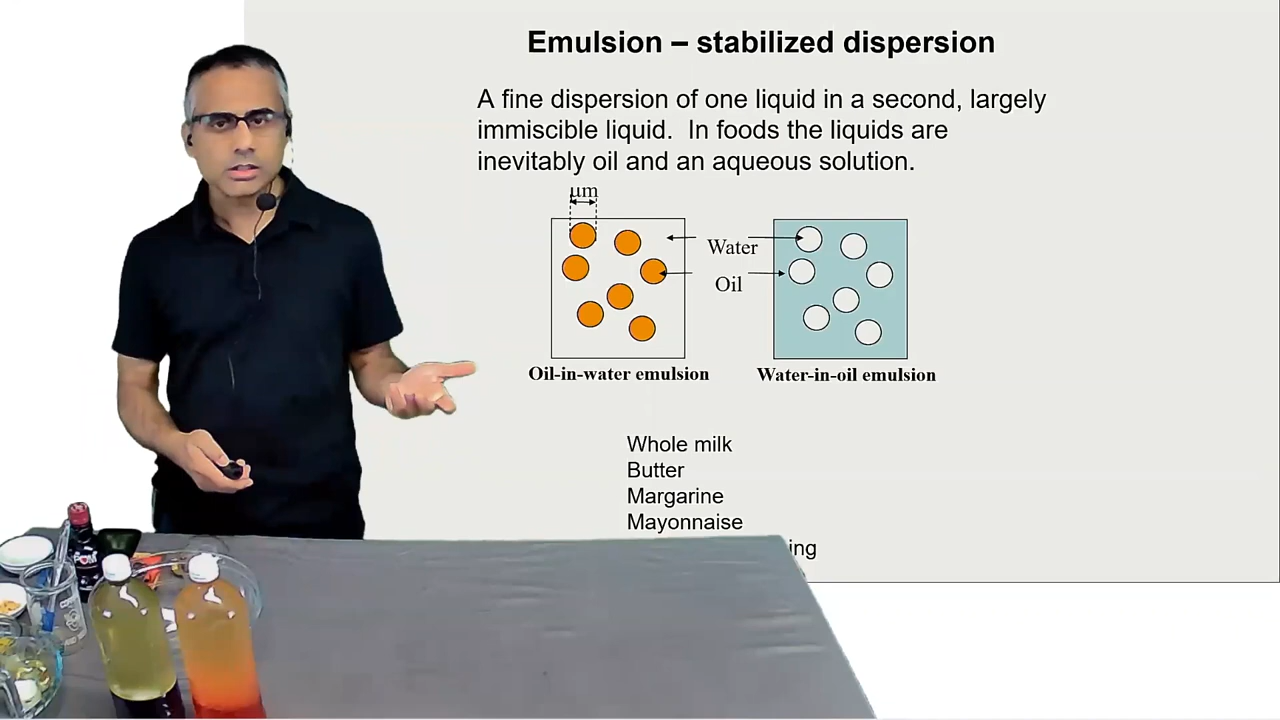 Emulsion – stabilized dispersion
A fine dispersion of one liquid in a second, largely
immiscible liquid. In foods the liquids are
inevitably oil and an aqueous solution.
μm
Water
Oil
Oil-in-water emulsion
Water-in-oil emulsion
Whole milk
Butter
Margarine
Mayonnaise
ing
POM